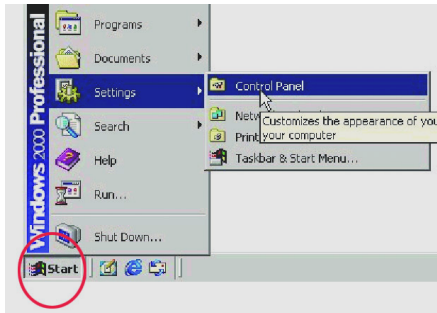 Windows 2000 Professional
Programs
Documents
Settings
Search
Help
Run...
Shut Down...
Control Panel
Netw
Print
Taskbar & Start Menu...
Customizes the appearance of you
your computer
Start